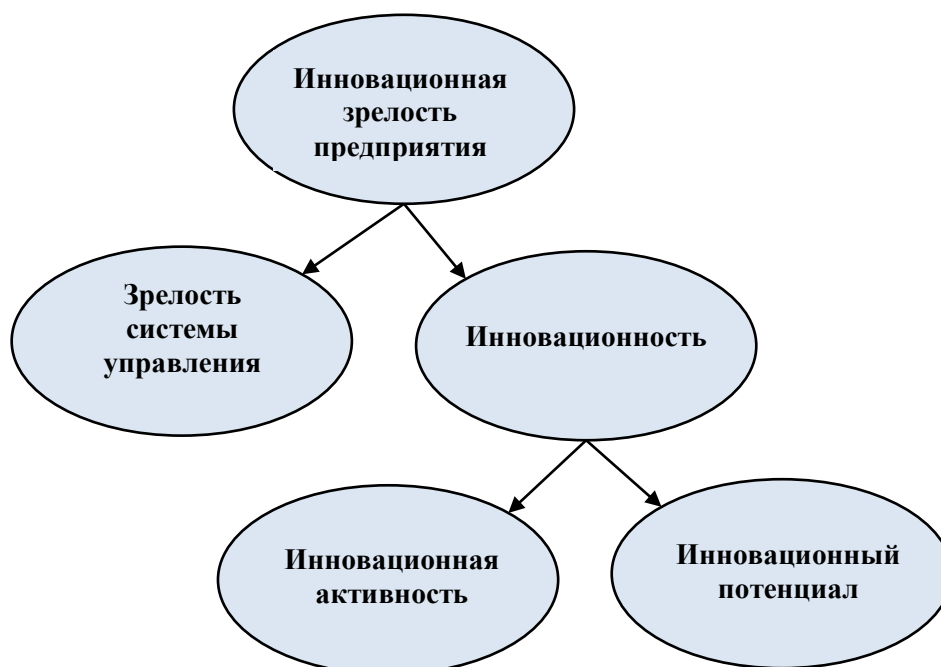 Инновационная
зрелость
предприятия
Зрелость
системы
управления
Инновационность
Инновационная
активность
Инновационный
потенциал